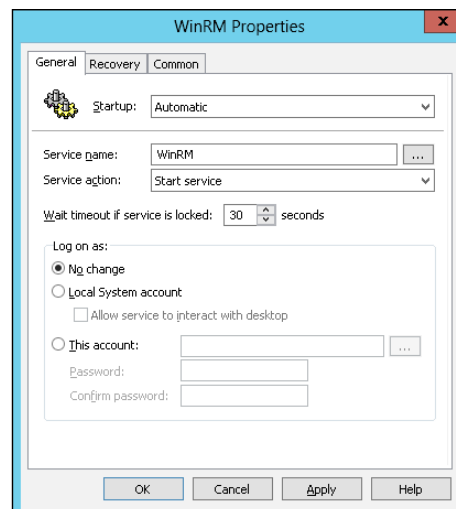 WinRM Properties
x
General Recovery Common
Startup: Automatic
Service name: WinRM ...
Service action: Start service
Wait timeout if service is locked: 30 seconds
Log on as:
No change
Local System account
Allow service to interact with desktop
This account: ...
Password:
Confirm password:
OK Cancel Apply Help